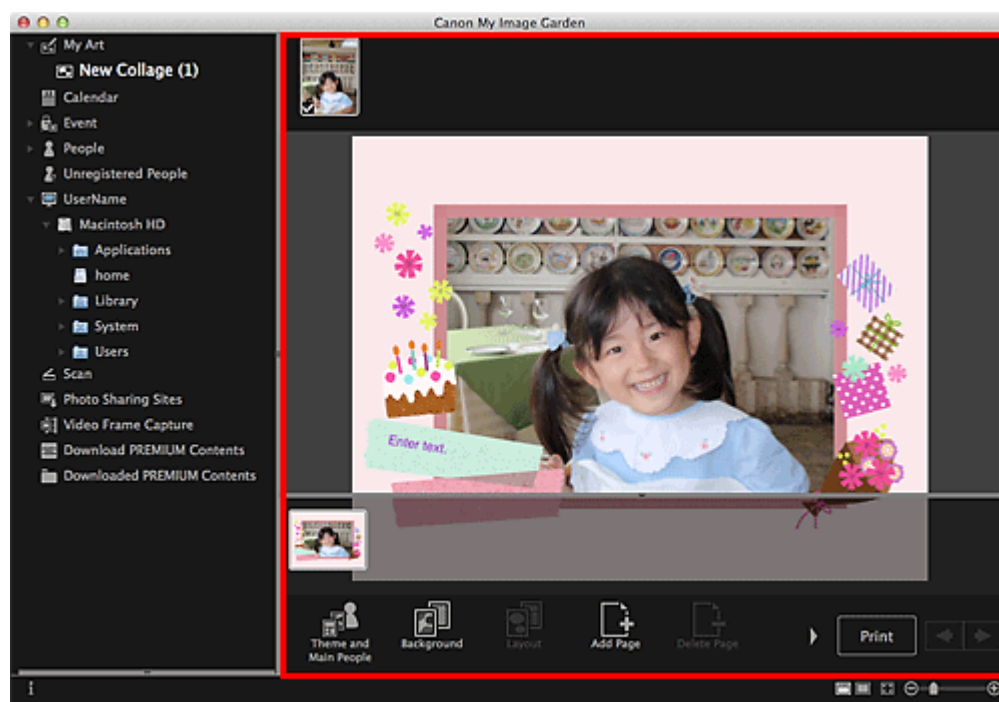 Canon My Image Garden
My Art
New Collage (1)
Calendar
Event
People
Unregistered People
UserName
Macintosh HD
Applications
home
Library
System
Users
Scan
Photo Sharing Sites
Video Frame Capture
Download PREMIUM Contents
Downloaded PREMIUM Contents
Enter text.
Theme and
Main People
Background
Layout
Add Page
Delete Page
Print